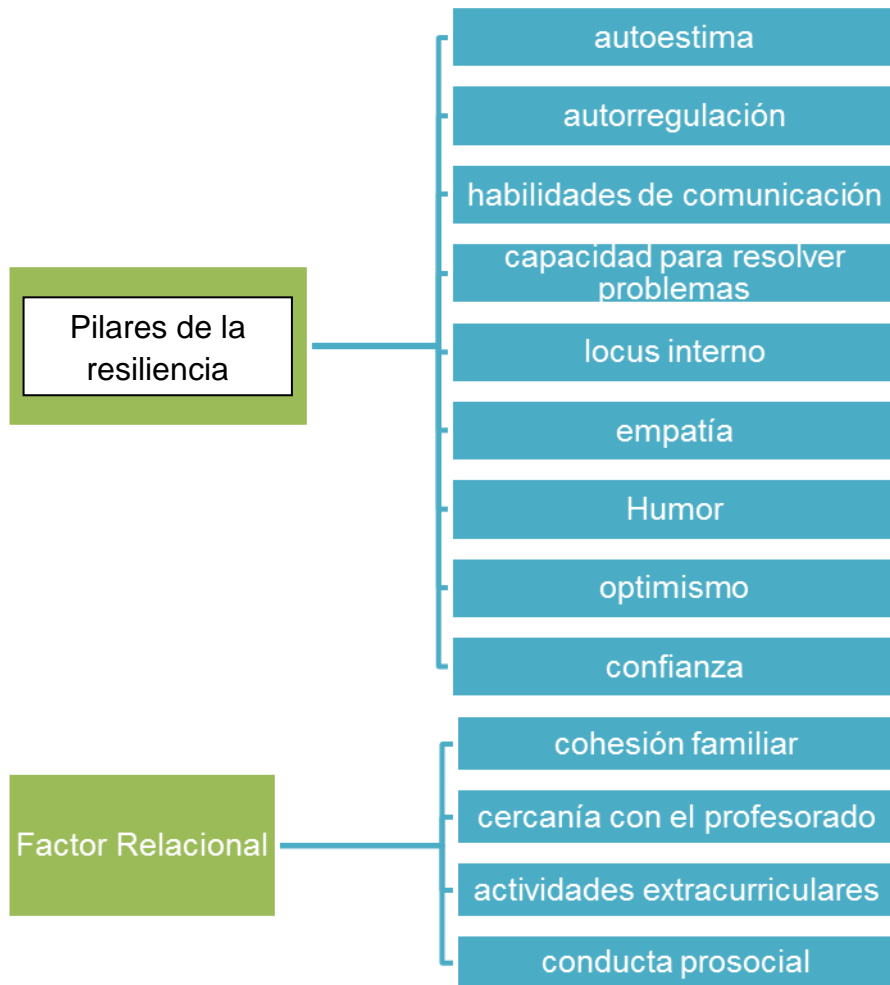 Pilares de la
resiliencia
autoestima
autorregulación
habilidades de comunicación
capacidad para resolver
problemas
locus interno
empatía
Humor
optimismo
confianza
Factor Relacional
cohesión familiar
cercanía con el profesorado
actividades extracurriculares
conducta prosocial